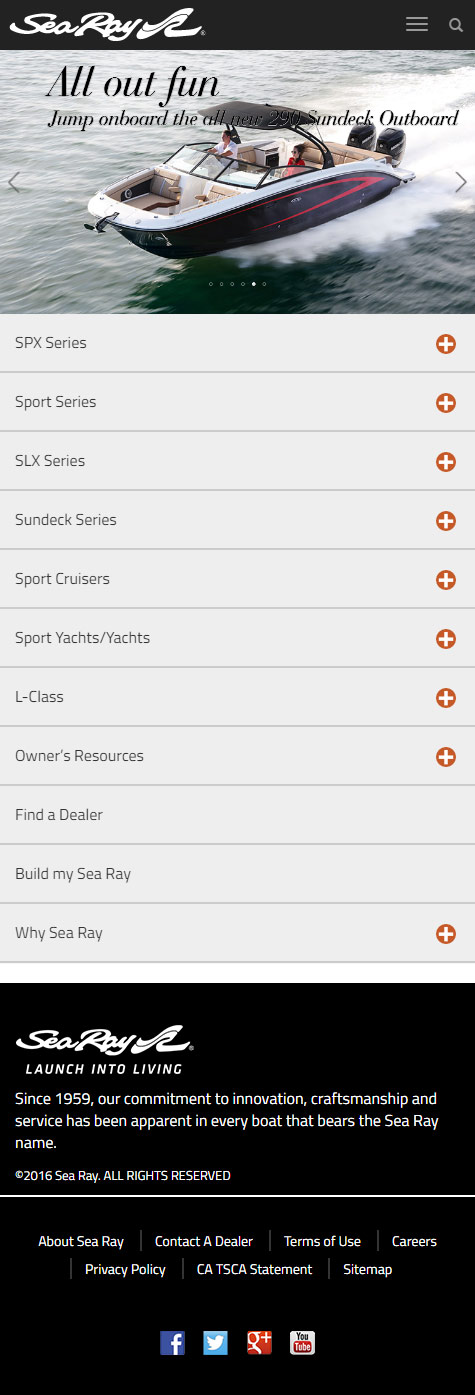 Sea Ray®
All out fun
Jump onboard the all new 290 Sundeck Outboard
SPX Series
Sport Series
SLX Series
Sundeck Series
Sport Cruisers
Sport Yachts/Yachts
L-Class
Owner's Resources
Find a Dealer
Build my Sea Ray
Why Sea Ray
Sea Ray®
LAUNCH INTO LIVING
Since 1959, our commitment to innovation, craftsmanship and
service has been apparent in every boat that bears the Sea Ray
name.
©2016 Sea Ray. ALL RIGHTS RESERVED
About Sea Ray | Contact A Dealer | Terms of Use | Careers
| Privacy Policy | CA TSCA Statement | Sitemap
f g+ You Tube